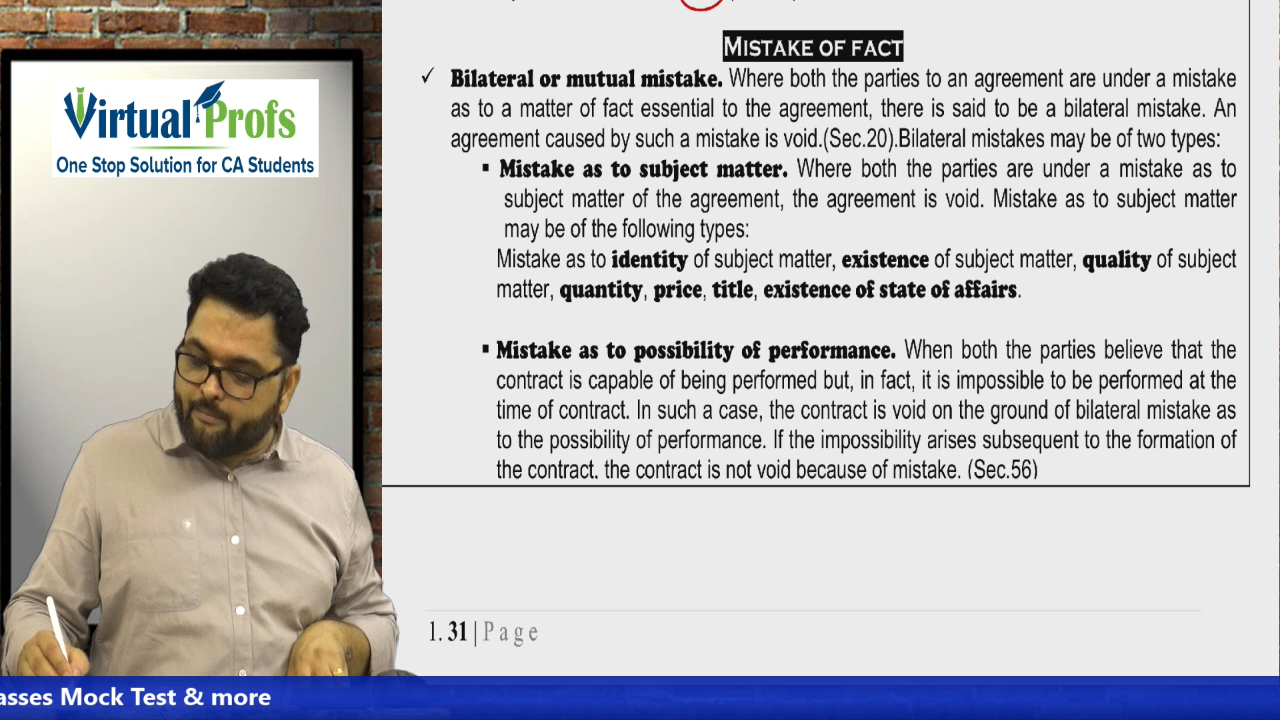 Virtual Profs
One Stop Solution for CA Students
MISTAKE OF FACT
✓ Bilateral or mutual mistake. Where both the parties to an agreement are under a mistake
as to a matter of fact essential to the agreement, there is said to be a bilateral mistake. An
agreement caused by such a mistake is void.(Sec.20).Bilateral mistakes may be of two types:
▪ Mistake as to subject matter. Where both the parties are under a mistake as to
subject matter of the agreement, the agreement is void. Mistake as to subject matter
may be of the following types:
Mistake as to identity of subject matter, existence of subject matter, quality of subject
matter, quantity, price, title, existence of state of affairs.
▪ Mistake as to possibility of performance. When both the parties believe that the
contract is capable of being performed but, in fact, it is impossible to be performed at the
time of contract. In such a case, the contract is void on the ground of bilateral mistake as
to the possibility of performance. If the impossibility arises subsequent to the formation of
the contract, the contract is not void because of mistake. (Sec.56)
1. 31 | Page
asses Mock Test & more